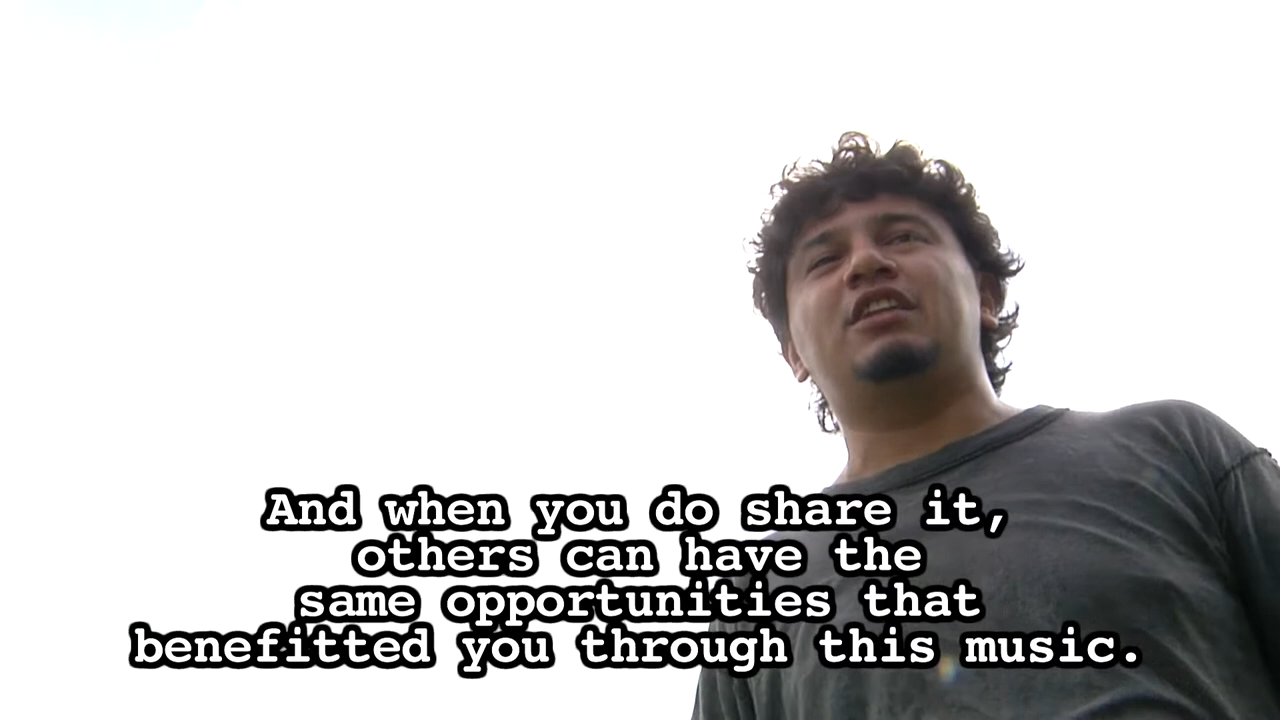 And when you do share it,
others can have the
same opportunities that
benefitted you through this music.